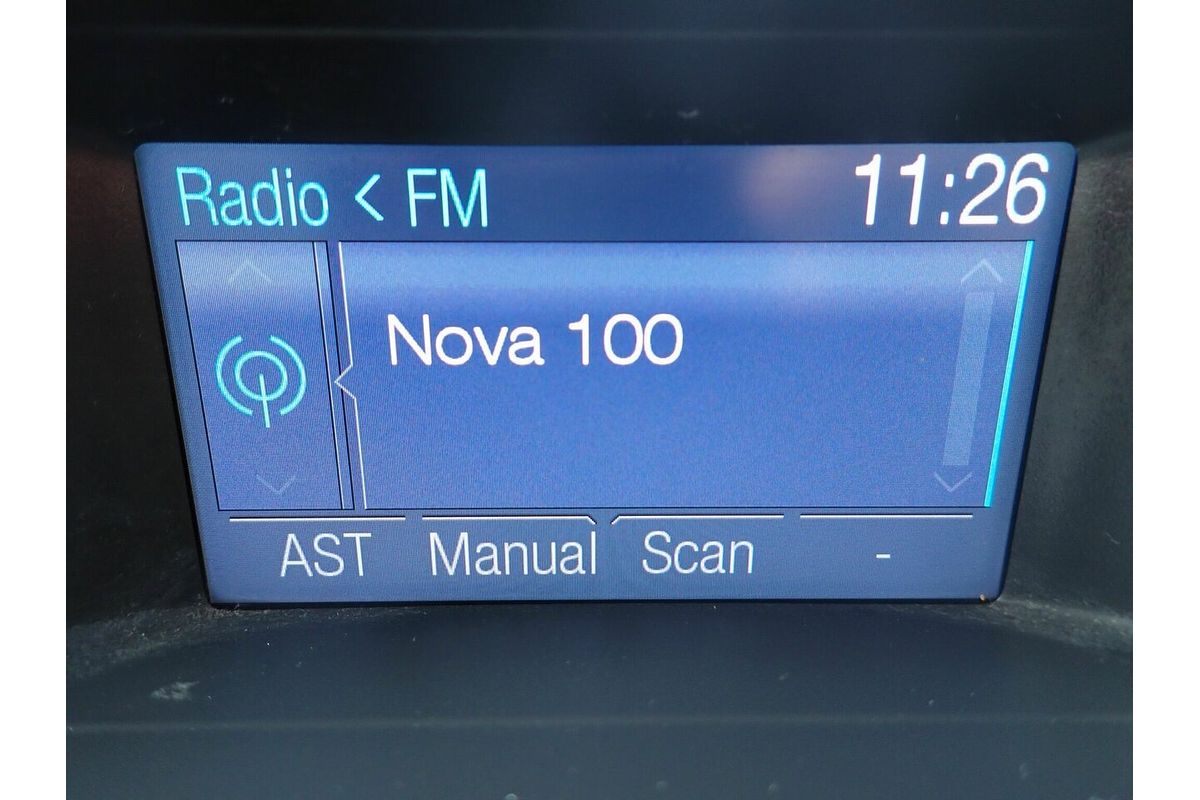 Radio < FM 11:26
Nova 100
AST Manual Scan -